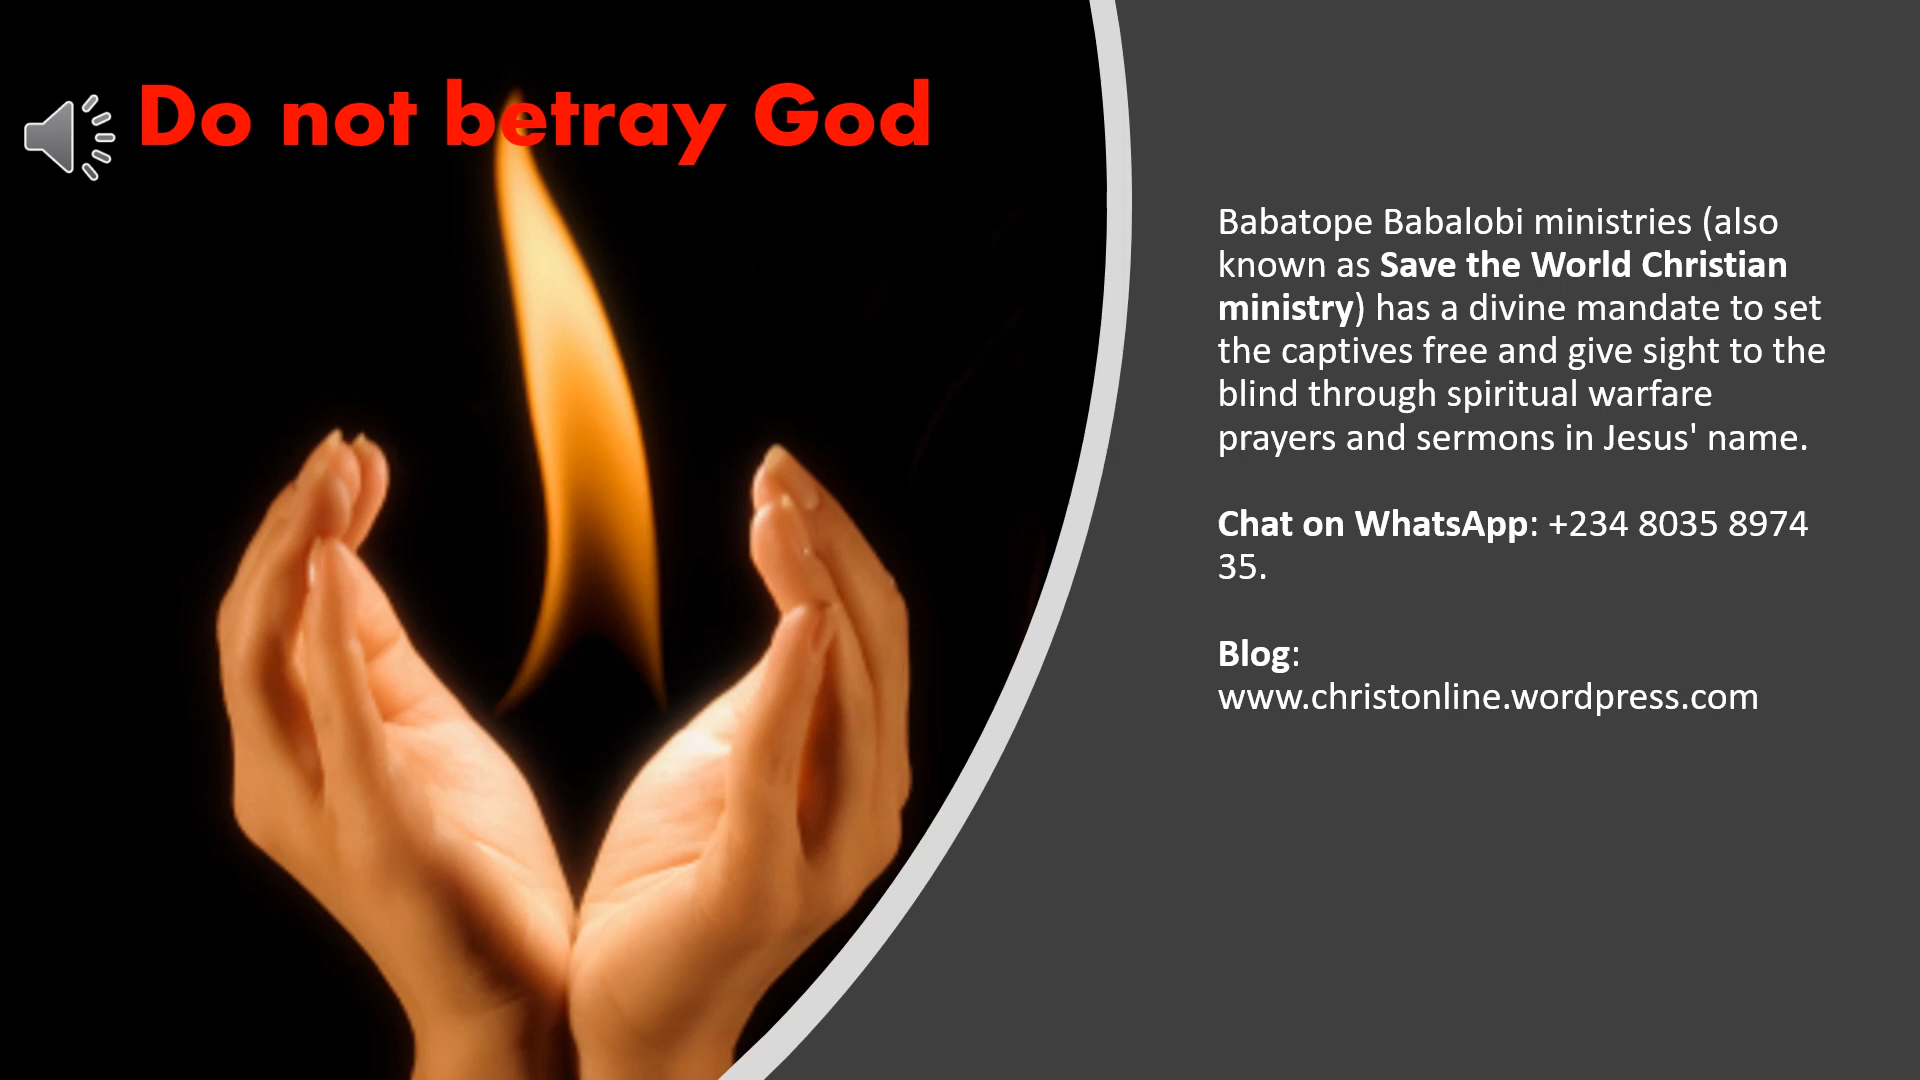 Do not betray God
Babatope Babalobi ministries (also
known as Save the World Christian
ministry) has a divine mandate to set
the captives free and give sight to the
blind through spiritual warfare
prayers and sermons in Jesus' name.
Chat on WhatsApp: +234 8035 8974
35.
Blog:
www.christonline.wordpress.com